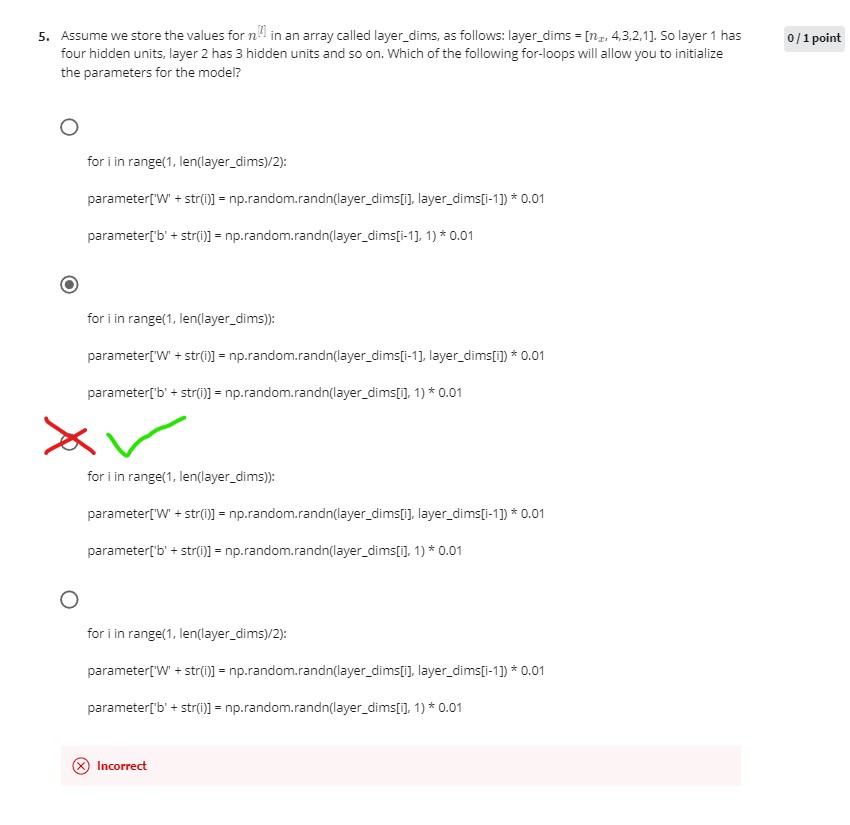 5. Assume we store the values for n^[l] in an array called layer_dims, as follows: layer_dims = [n_x, 4,3,2,1]. So layer 1 has
0 / 1 point
four hidden units, layer 2 has 3 hidden units and so on. Which of the following for-loops will allow you to initialize
the parameters for the model?
for i in range(1, len(layer_dims)/2):
parameter['W' + str(i)] = np.random.randn(layer_dims[i], layer_dims[i-1]) * 0.01
parameter['b' + str(i)] = np.random.randn(layer_dims[i-1], 1) * 0.01
for i in range(1, len(layer_dims)):
parameter['W' + str(i)] = np.random.randn(layer_dims[i-1], layer_dims[i]) * 0.01
parameter['b' + str(i)] = np.random.randn(layer_dims[i], 1) * 0.01
for i in range(1, len(layer_dims)):
parameter['W' + str(i)] = np.random.randn(layer_dims[i], layer_dims[i-1]) * 0.01
parameter['b' + str(i)] = np.random.randn(layer_dims[i], 1) * 0.01
for i in range(1, len(layer_dims)/2):
parameter['W' + str(i)] = np.random.randn(layer_dims[i], layer_dims[i-1]) * 0.01
parameter['b' + str(i)] = np.random.randn(layer_dims[i], 1) * 0.01
Incorrect